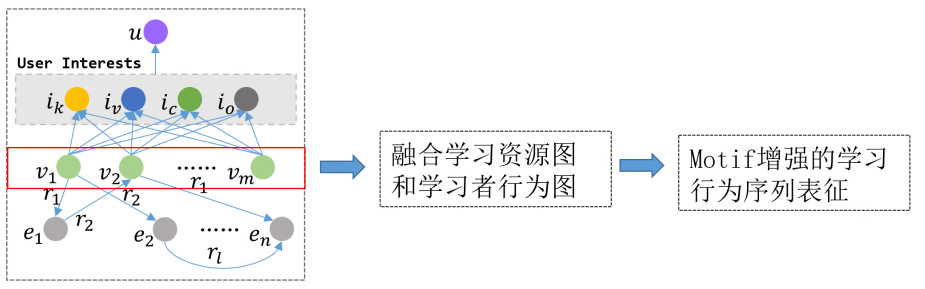 u
User Interests
i_k i_v i_c i_o
v_1 v_2 …… r_1 v_m
r_1 r_2 r_2
e_1 e_2 …… e_n
r_l
融合学习资源图
和学习者行为图
Motif增强的学习
行为序列表征